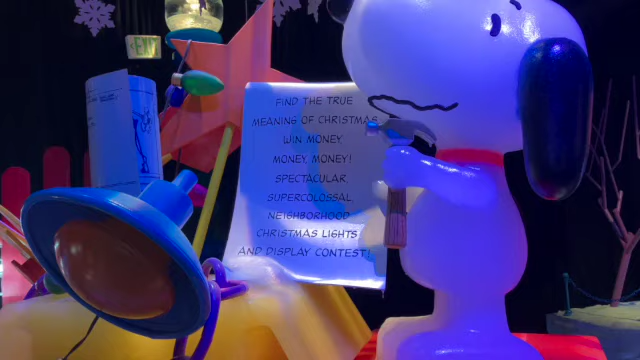 FIND THE TRUE
MEANING OF CHRISTMAS
WIN MONEY,
MONEY, MONEY!
SPECTACULAR,
SUPERCOLOSSAL,
NEIGHBORHOOD
CHRISTMAS LIGHTS
AND DISPLAY CONTEST!